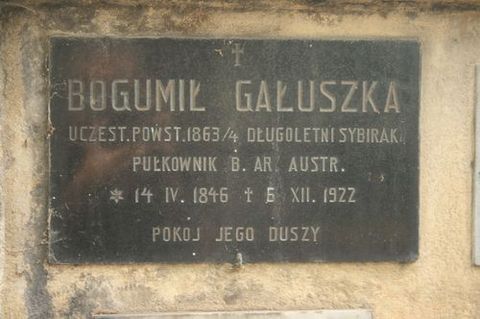 BOGUMIŁ GAŁUSZKA
UCZEST. POWST. 1863/4, DŁUGOLETNI SYBIRAK
PUŁKOWNIK B. AR. AUSTR.
* 14 IV. 1846 † 6 XII. 1922
POKÓJ JEGO DUSZY